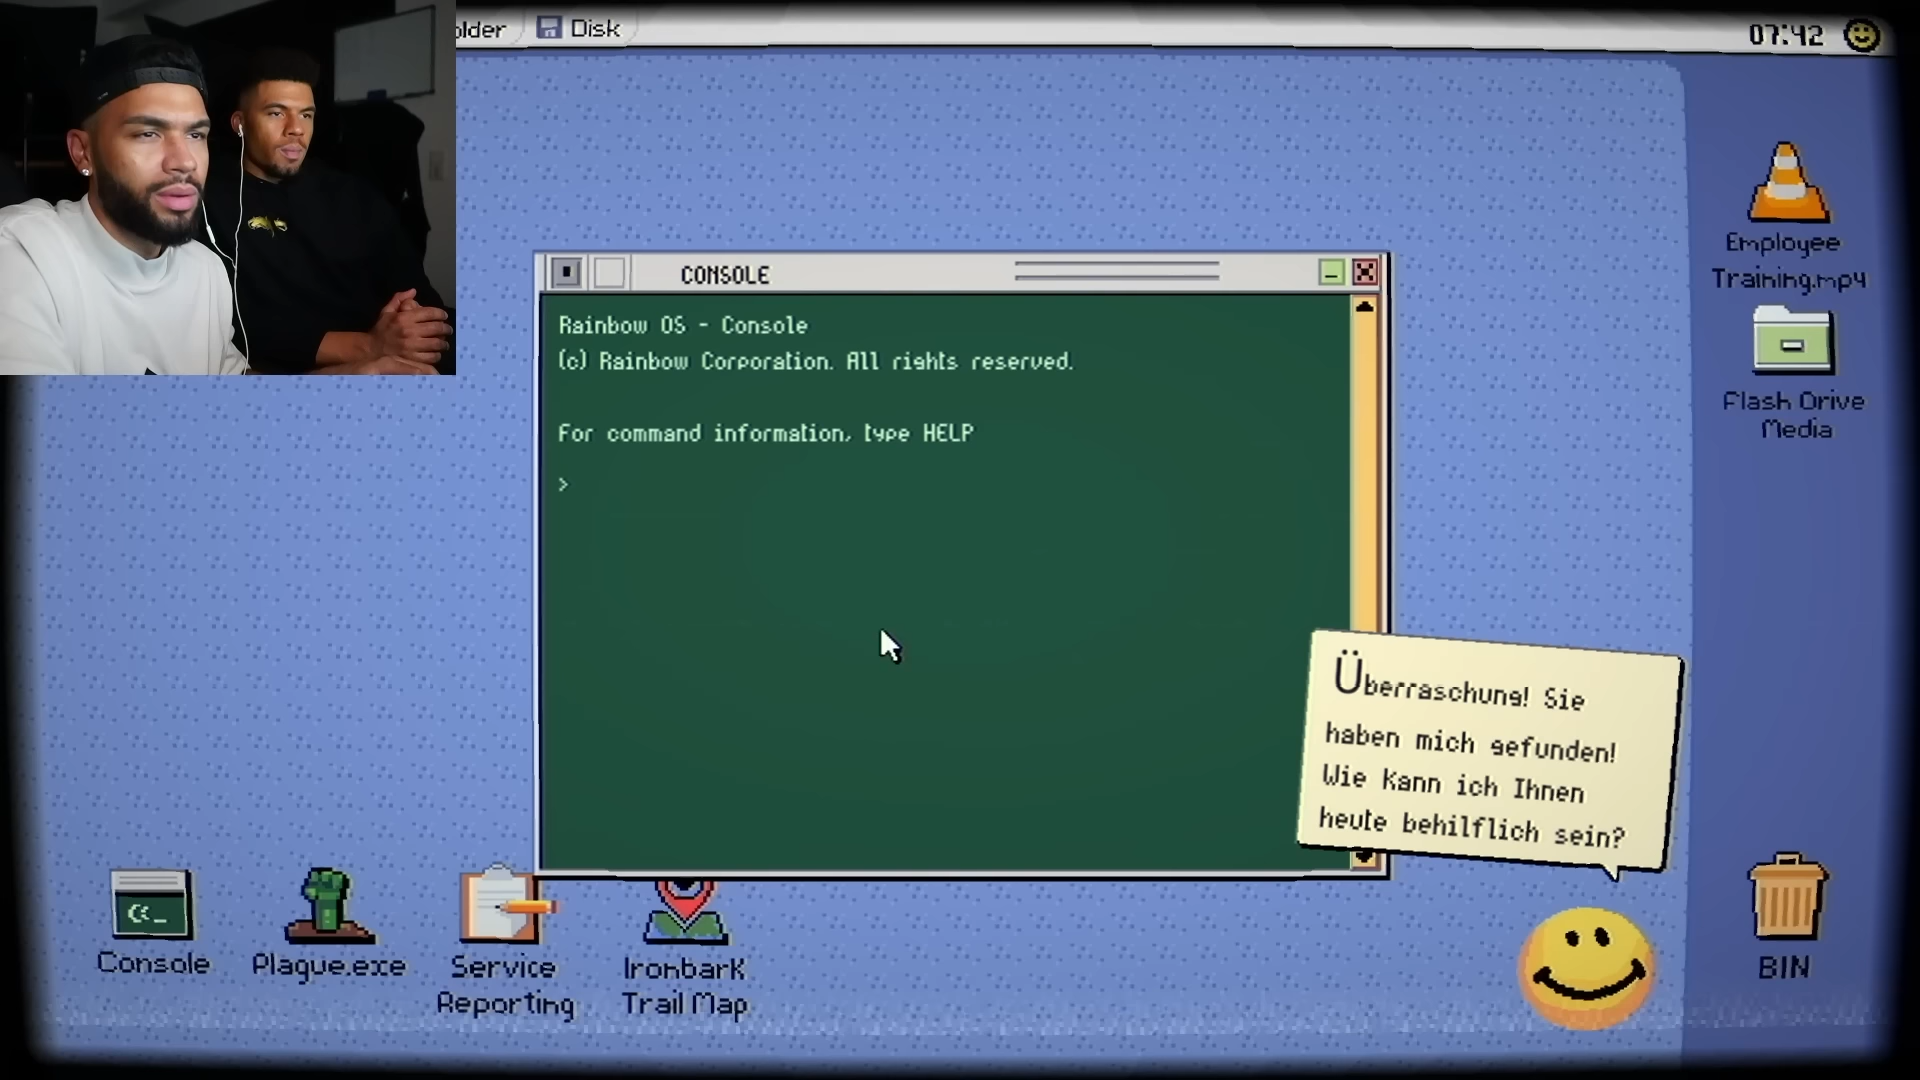 older
Disk
07:42
Employee
Training.mp4
Flash Drive
Media
CONSOLE
Rainbow OS - Console
(c) Rainbow Corporation. All rights reserved.
For command information, type HELP
>
Überraschung! Sie
haben mich gefunden!
Wie kann ich Ihnen
heute behilflich sein?
Console
Plague.exe
Service
Reporting
Ironbark
Trail Map
BIN